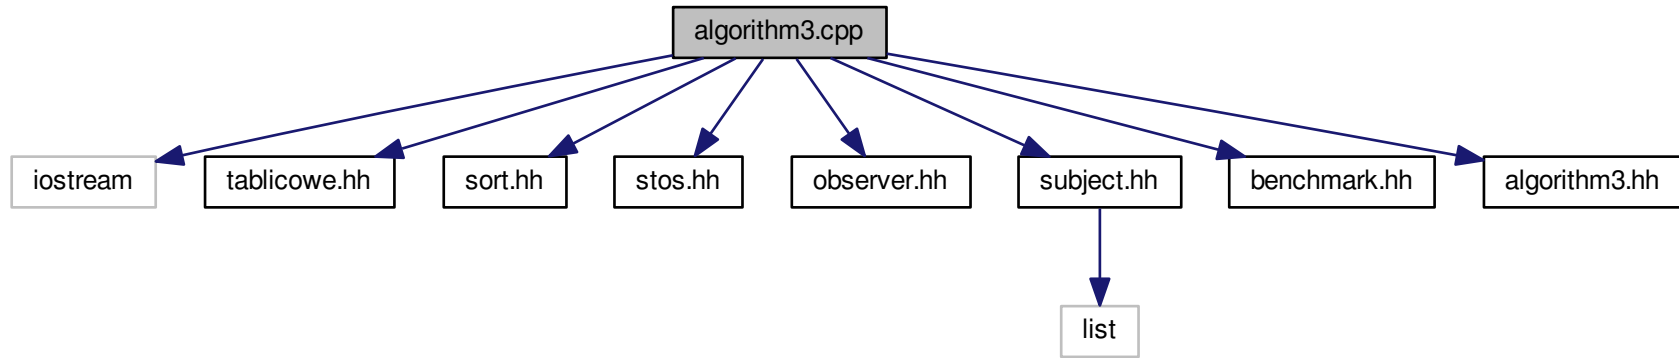 algorithm3.cpp
iostream
tablicowe.hh
sort.hh
stos.hh
observer.hh
subject.hh
benchmark.hh
algorithm3.hh
list